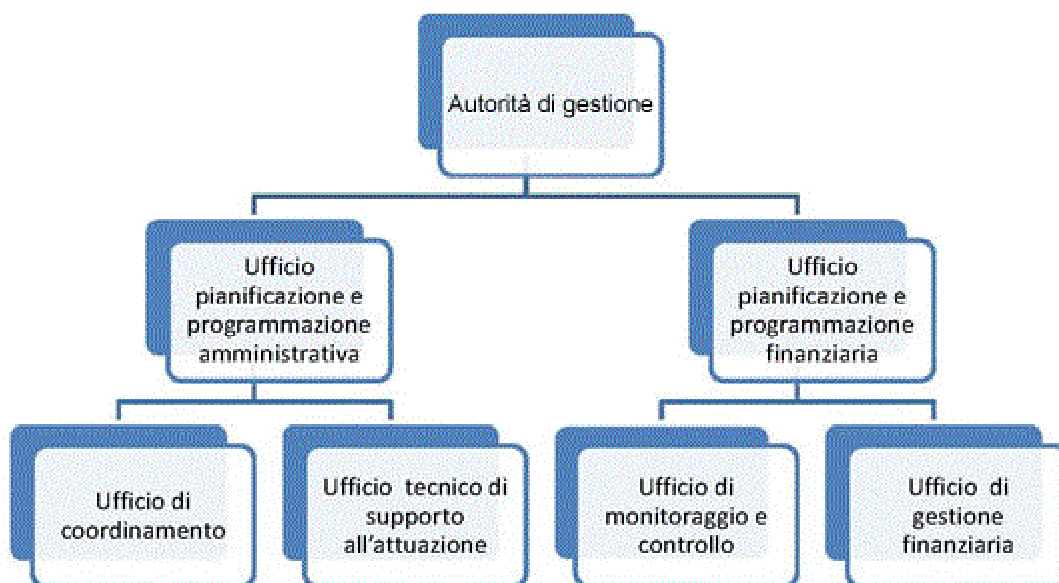 Autorità di gestione
Ufficio
pianificazione e
programmazione
amministrativa
Ufficio
pianificazione e
programmazione
finanziaria
Ufficio di
coordinamento
Ufficio tecnico di
supporto
all'attuazione
Ufficio di
monitoraggio e
controllo
Ufficio di
gestione
finanziaria